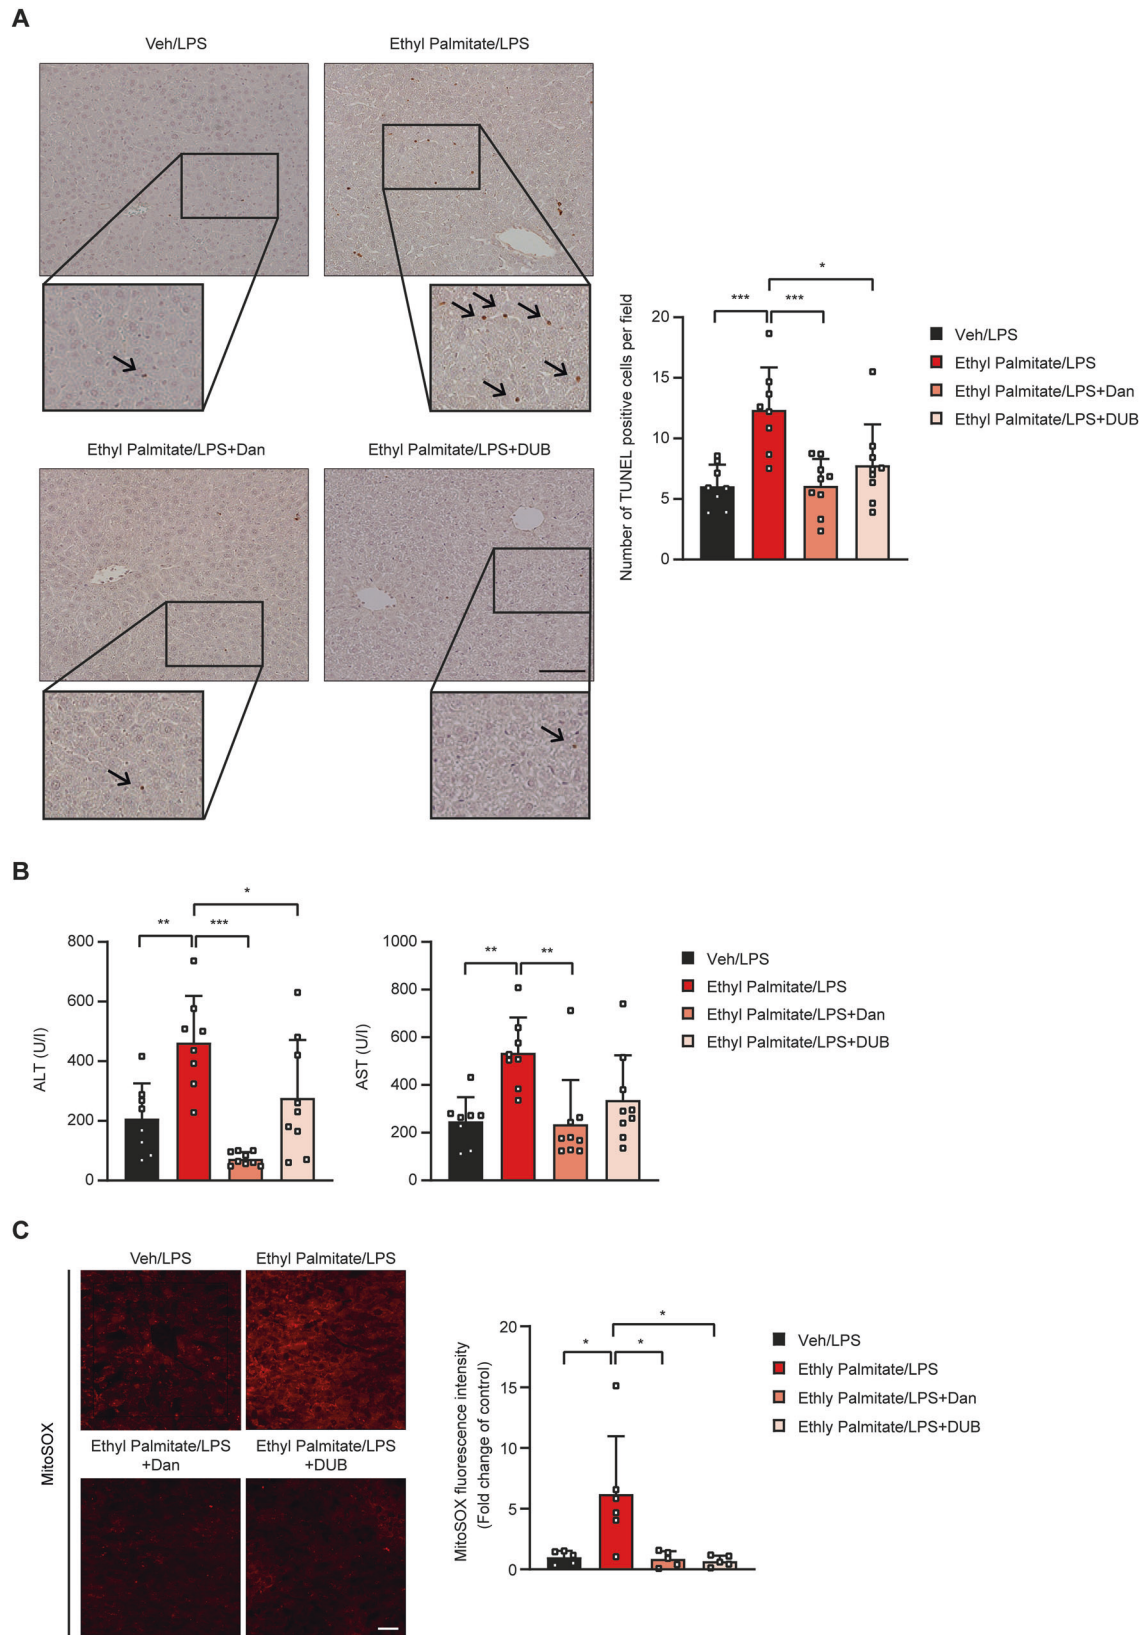 A
Veh/LPS
Ethyl Palmitate/LPS
Ethyl Palmitate/LPS+Dan
Ethyl Palmitate/LPS+DUB
Number of TUNEL positive cells per field
20
15
10
5
0
***
***
*
Veh/LPS
Ethyl Palmitate/LPS
Ethyl Palmitate/LPS+Dan
Ethyl Palmitate/LPS+DUB
B
ALT (U/l)
800
600
400
200
0
**
***
*
AST (U/l)
1000
800
600
400
200
0
**
**
Veh/LPS
Ethyl Palmitate/LPS
Ethyl Palmitate/LPS+Dan
Ethyl Palmitate/LPS+DUB
C
MitoSOX
Veh/LPS
Ethyl Palmitate/LPS
Ethyl Palmitate/LPS
+Dan
Ethyl Palmitate/LPS
+DUB
MitoSOX fluorescence intensity
(Fold change of control)
20
15
10
5
0
*
*
*
Veh/LPS
Ethly Palmitate/LPS
Ethly Palmitate/LPS+Dan
Ethly Palmitate/LPS+DUB